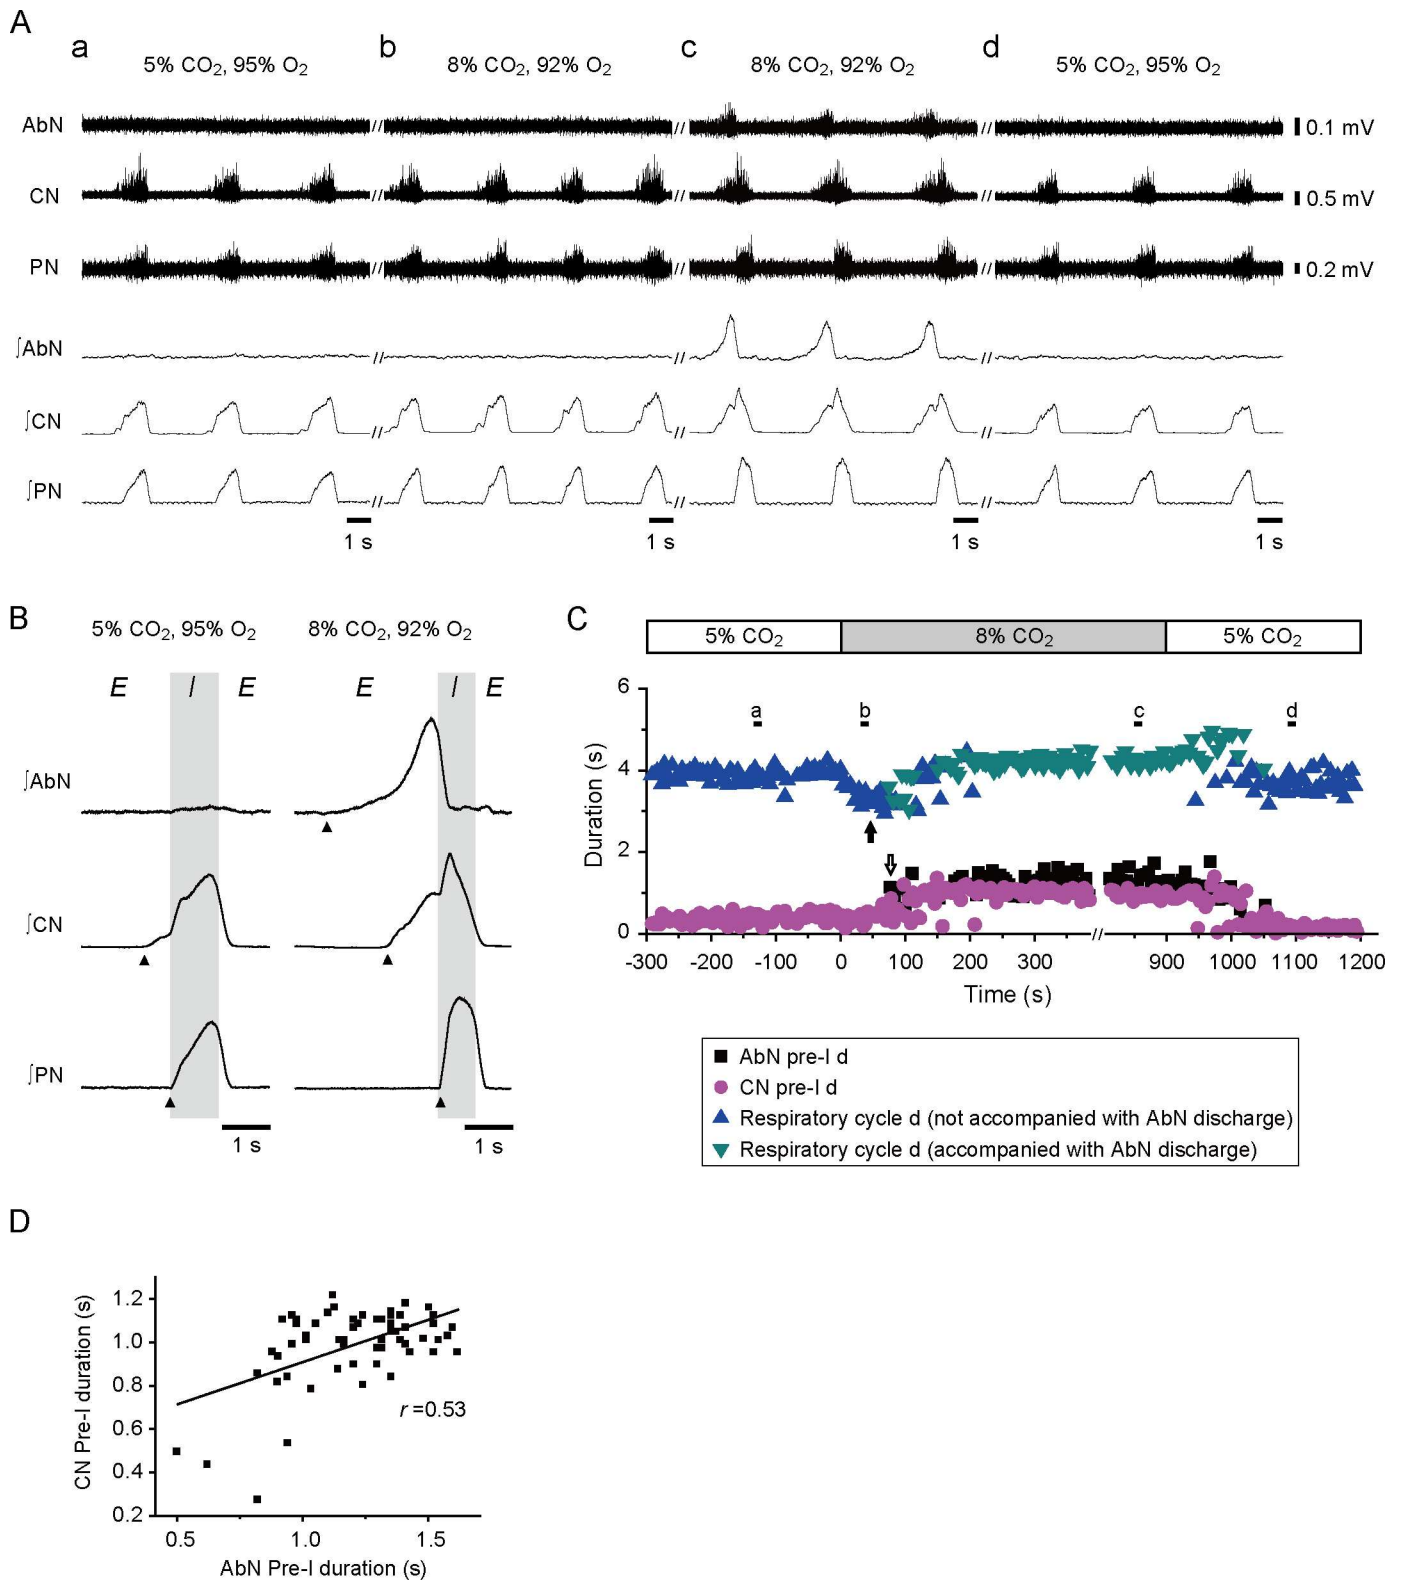 A
a b c d
5% CO2, 95% O2 8% CO2, 92% O2 8% CO2, 92% O2 5% CO2, 95% O2
AbN // // // 0.1 mV
CN // // // 0.5 mV
PN // // // 0.2 mV
∫AbN // // //
∫CN // // //
∫PN // // //
1 s 1 s 1 s 1 s
B
5% CO2, 95% O2 8% CO2, 92% O2
E I E E I E
∫AbN
∫CN
∫PN
1 s 1 s
C
5% CO2 8% CO2 5% CO2
6
a b c d
4
2
0
Duration (s)
//
-300 -200 -100 0 100 200 300 900 1000 1100 1200
Time (s)
AbN pre-I d
CN pre-I d
Respiratory cycle d (not accompanied with AbN discharge)
Respiratory cycle d (accompanied with AbN discharge)
D
CN Pre-I duration (s)
1.2
1.0
0.8
0.6
0.4
0.2
r =0.53
0.5 1.0 1.5
AbN Pre-I duration (s)